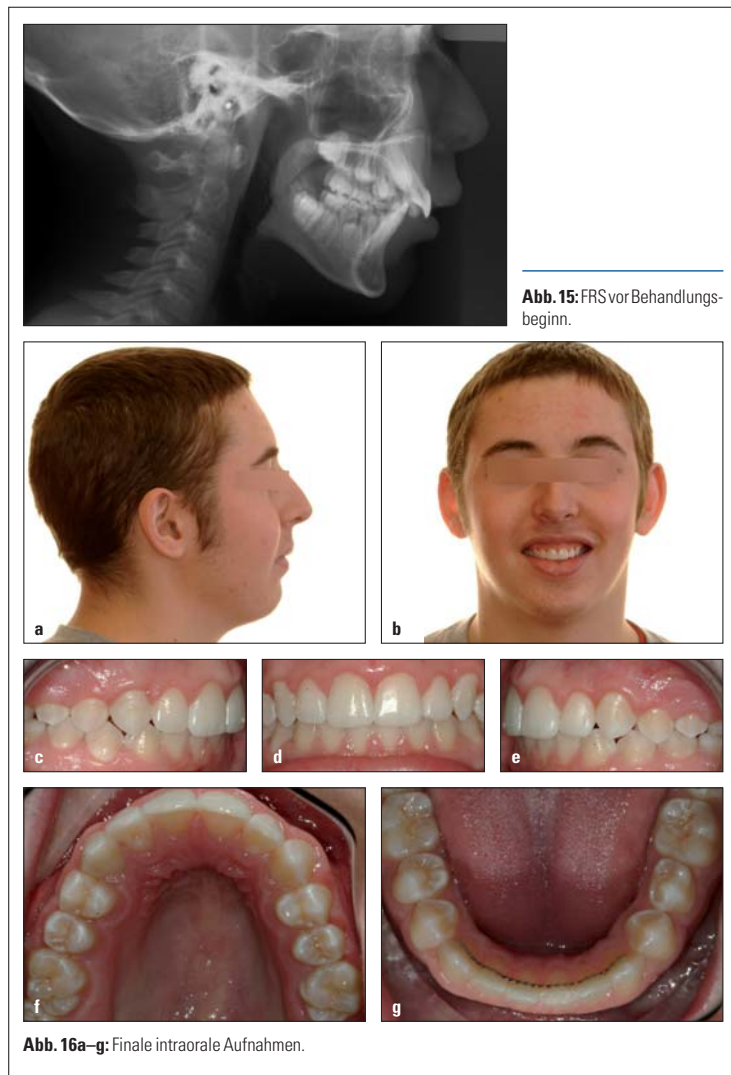 Abb. 15: FRS vor Behandlungs-
beginn.
a
b
c
d
e
f
g
Abb. 16a–g: Finale intraorale Aufnahmen.